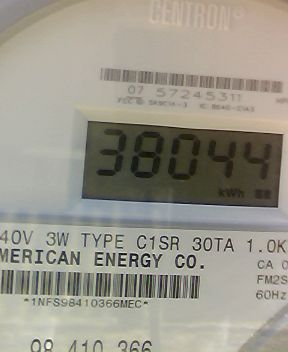 CENTRON®
07 57245311
38044
kWh
40V 3W TYPE C1SR 30TA 1.0K
MERICAN ENERGY CO.
CA 0
FM2S
60Hz
*1NFS98410366MEC*
98 410 366